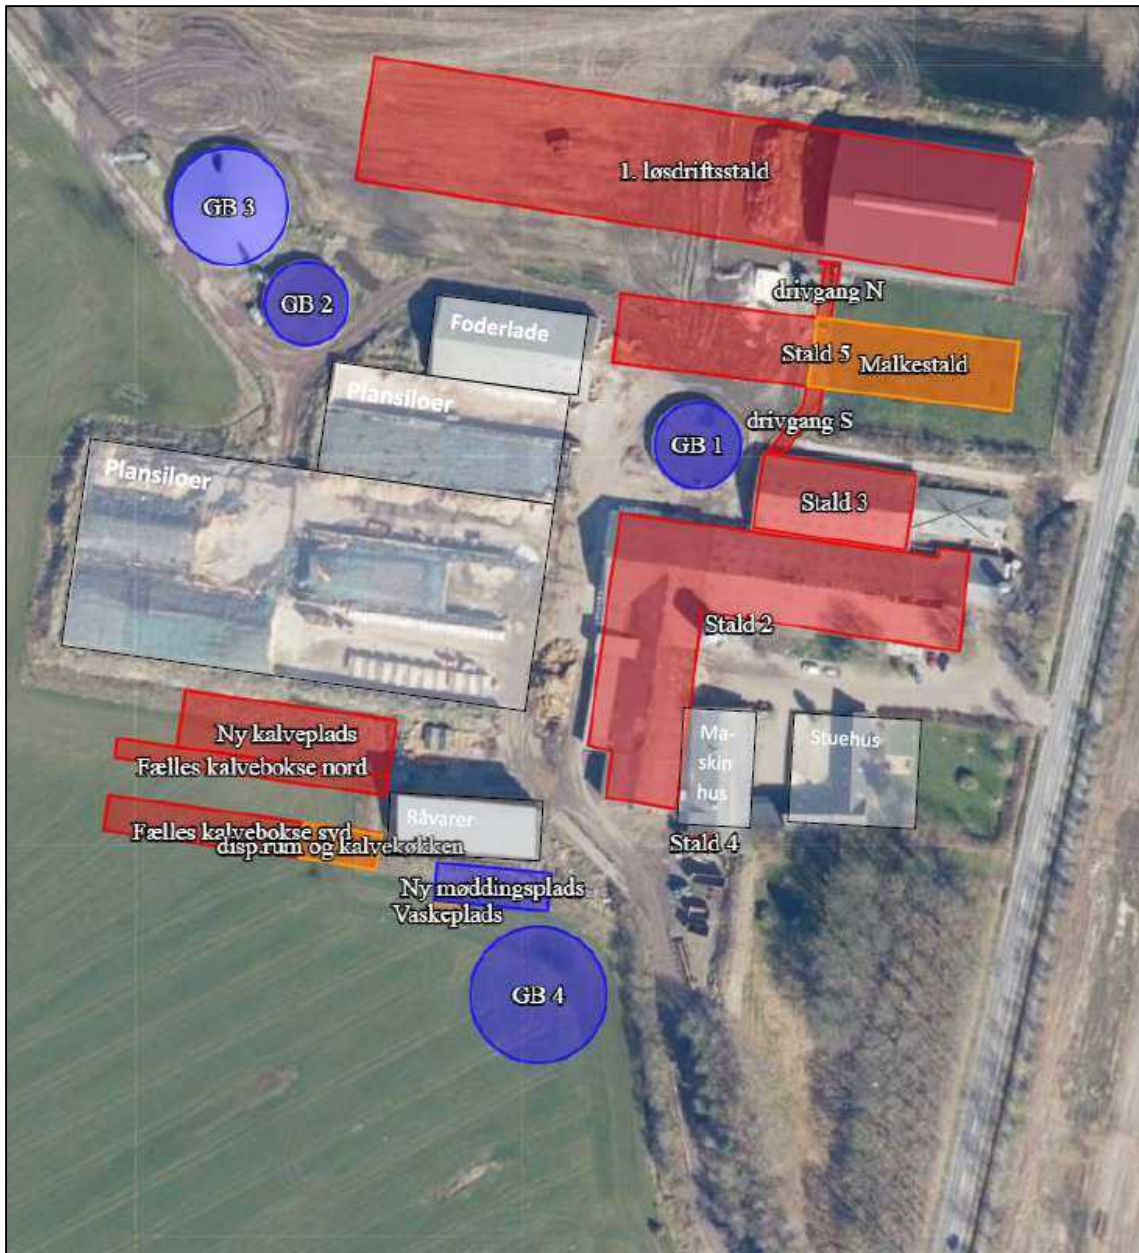 1. løsdriftsstald
GB 3
GB 2
drivgang N
Foderlade
Stald 5
Malkestald
Plansiloer
drivgang S
GB 1
Plansiloer
Stald 3
Stald 2
Ny kalveplads
Ma-
skin
hus
Stuehus
Fælles kalvebokse nord
Råvarer
Fælles kalvebokse syd
disp.rum og kalvekøkken
Stald 4
Ny møddingsplads
Vaskeplads
GB 4